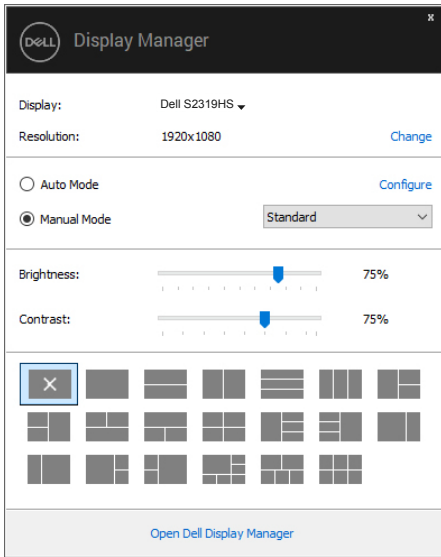 x
DELL Display Manager
Display: Dell S2319HS
Resolution: 1920x1080 Change
Auto Mode Configure
Manual Mode Standard
Brightness: 75%
Contrast: 75%
Open Dell Display Manager